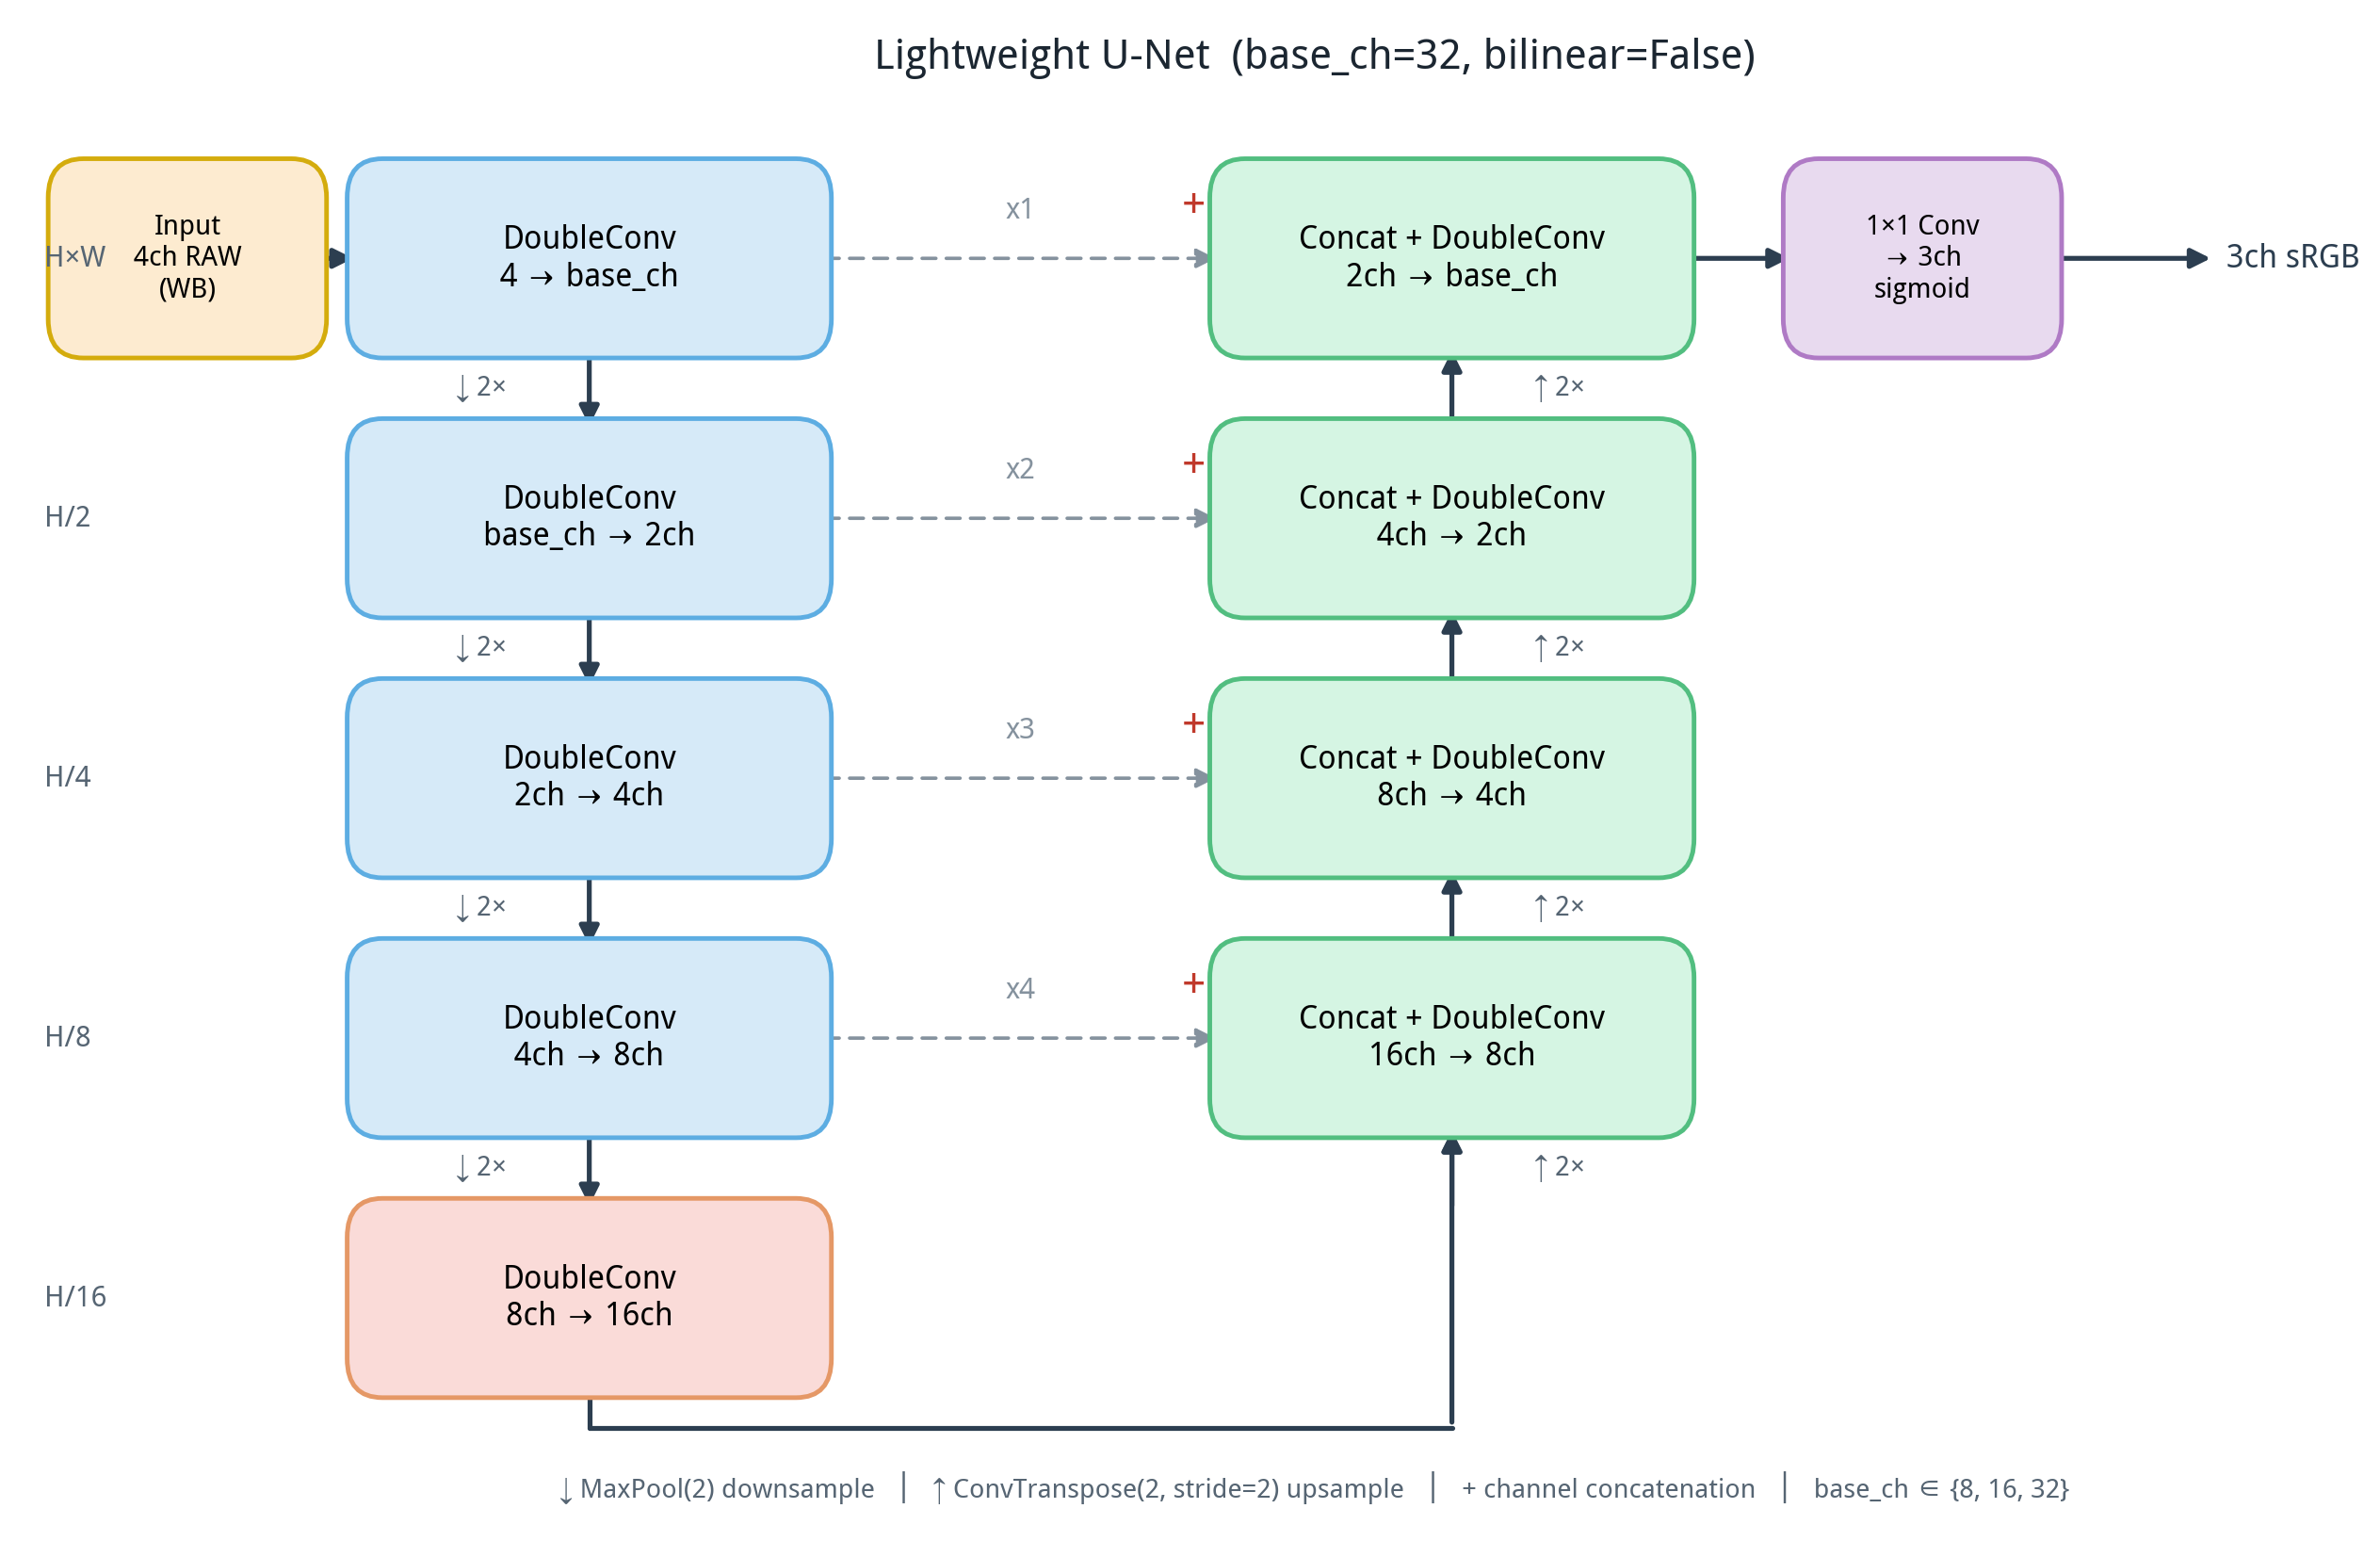 Lightweight U-Net (base_ch=32, bilinear=False)
H×W
Input
4ch RAW
(WB)
DoubleConv
4 → base_ch
x1
+
Concat + DoubleConv
2ch → base_ch
1×1 Conv
→ 3ch
sigmoid
3ch sRGB
↓ 2×
↑ 2×
H/2
DoubleConv
base_ch → 2ch
x2
+
Concat + DoubleConv
4ch → 2ch
↓ 2×
↑ 2×
H/4
DoubleConv
2ch → 4ch
x3
+
Concat + DoubleConv
8ch → 4ch
↓ 2×
↑ 2×
H/8
DoubleConv
4ch → 8ch
x4
+
Concat + DoubleConv
16ch → 8ch
↓ 2×
↑ 2×
H/16
DoubleConv
8ch → 16ch
↓ MaxPool(2) downsample | ↑ ConvTranspose(2, stride=2) upsample | + channel concatenation | base_ch ∈ {8, 16, 32}